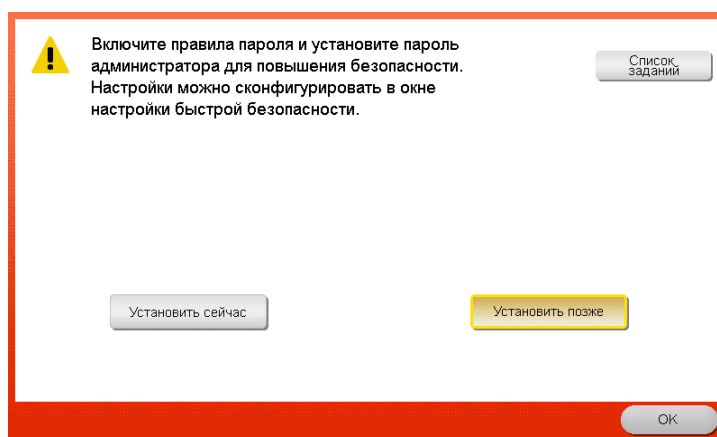 Включите правила пароля и установите пароль
администратора для повышения безопасности.
Настройки можно сконфигурировать в окне
настройки быстрой безопасности.
Список
заданий
Установить сейчас
Установить позже
OK